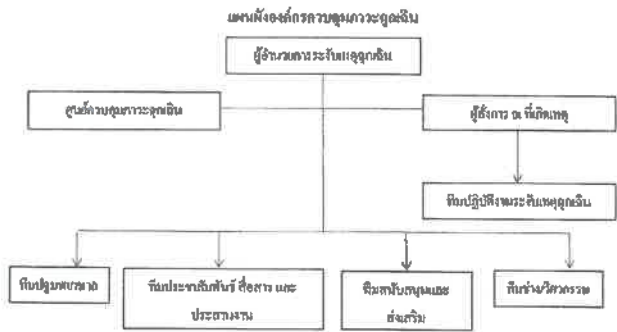 แผนผังองค์กรควบคุมภาวะฉุกเฉิน
ผู้อำนวยการระงับเหตุฉุกเฉิน
ศูนย์ควบคุมภาวะฉุกเฉิน
ผู้สั่งการ ณ ที่เกิดเหตุ
ทีมปฏิบัติงานระงับเหตุฉุกเฉิน
ทีมปฐมพยาบาล
ทีมประชาสัมพันธ์ สื่อสาร และ
ประสานงาน
ทีมสนับสนุนและ
ส่งเสริม
ทีมช่าง/วิศวกรรม